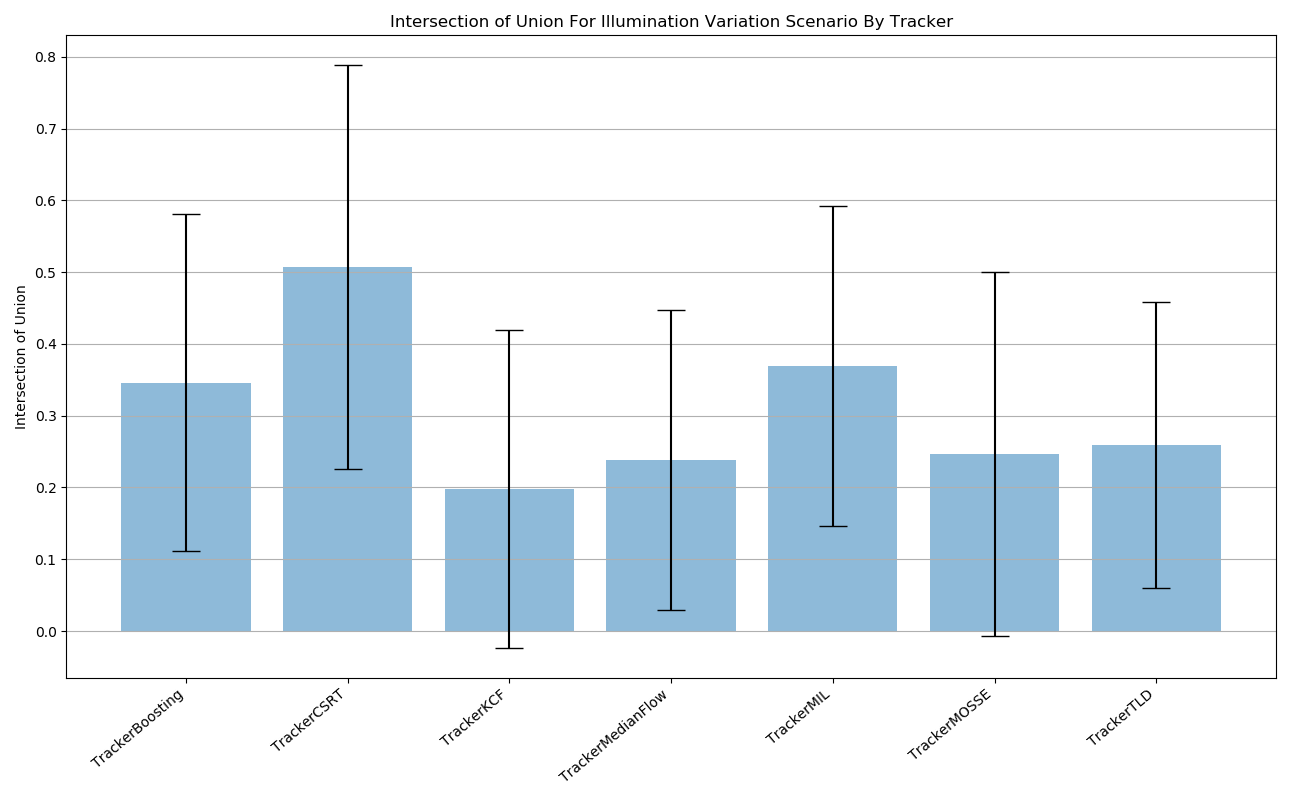 Intersection of Union For Illumination Variation Scenario By Tracker
Intersection of Union
0.8
0.7
0.6
0.5
0.4
0.3
0.2
0.1
0.0
TrackerBoosting
TrackerCSRT
TrackerKCF
TrackerMedianFlow
TrackerMIL
TrackerMOSSE
TrackerTLD